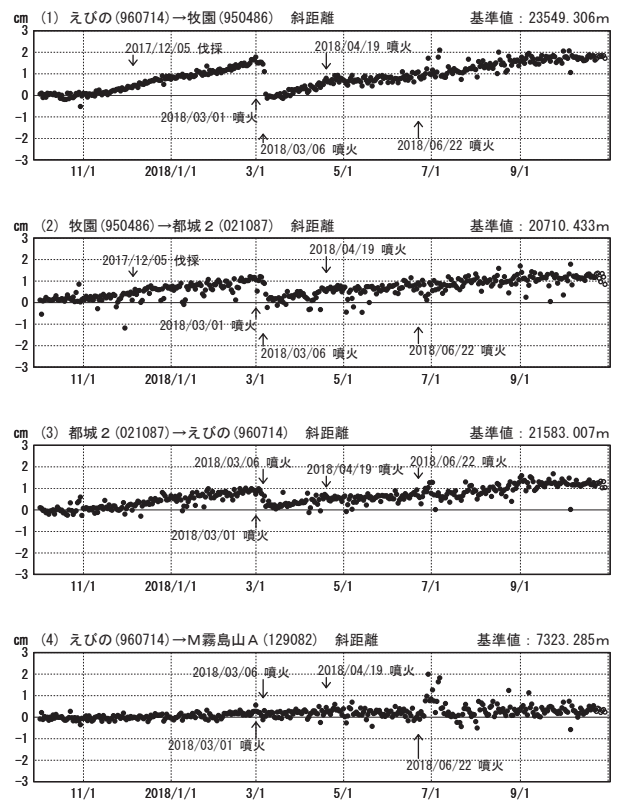 cm (1) えびの(960714)→牧園(950486) 斜距離 基準値：23549.306m
3
2017/12/05 伐採 2018/04/19 噴火
2
1
0
-1
2018/03/01 噴火
-2
2018/03/06 噴火 2018/06/22 噴火
-3
11/1 2018/1/1 3/1 5/1 7/1 9/1
cm (2) 牧園(950486)→都城２(021087) 斜距離 基準値：20710.433m
3
2017/12/05 伐採 2018/04/19 噴火
2
1
0
-1
2018/03/01 噴火
-2
2018/03/06 噴火 2018/06/22 噴火
-3
11/1 2018/1/1 3/1 5/1 7/1 9/1
cm (3) 都城２(021087)→えびの(960714) 斜距離 基準値：21583.007m
3
2018/03/06 噴火 2018/04/19 噴火 2018/06/22 噴火
2
1
0
-1
2018/03/01 噴火
-2
-3
11/1 2018/1/1 3/1 5/1 7/1 9/1
cm (4) えびの(960714)→Ｍ霧島山Ａ(129082) 斜距離 基準値：7323.285m
3
2018/03/06 噴火 2018/04/19 噴火
2
1
0
-1
2018/03/01 噴火
-2
2018/06/22 噴火
-3
11/1 2018/1/1 3/1 5/1 7/1 9/1